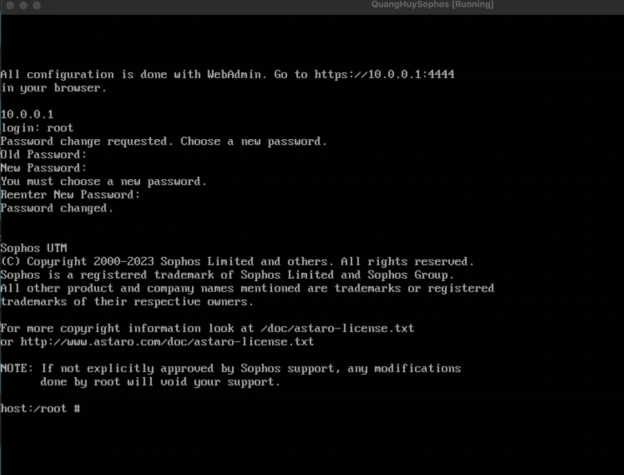 QuangHuySophos [Running]
All configuration is done with WebAdmin. Go to https://10.0.0.1:4444
in your browser.
10.0.0.1
login: root
Password change requested. Choose a new password.
Old Password:
New Password:
You must choose a new password.
Reenter New Password:
Password changed.
Sophos UTM
(C) Copyright 2000-2023 Sophos Limited and others. All rights reserved.
Sophos is a registered trademark of Sophos Limited and Sophos Group.
All other product and company names mentioned are trademarks or registered
trademarks of their respective owners.
For more copyright information look at /doc/astaro-license.txt
or http://www.astaro.com/doc/astaro-license.txt
NOTE: If not explicitly approved by Sophos support, any modifications
done by root will void your support.
host:/root #